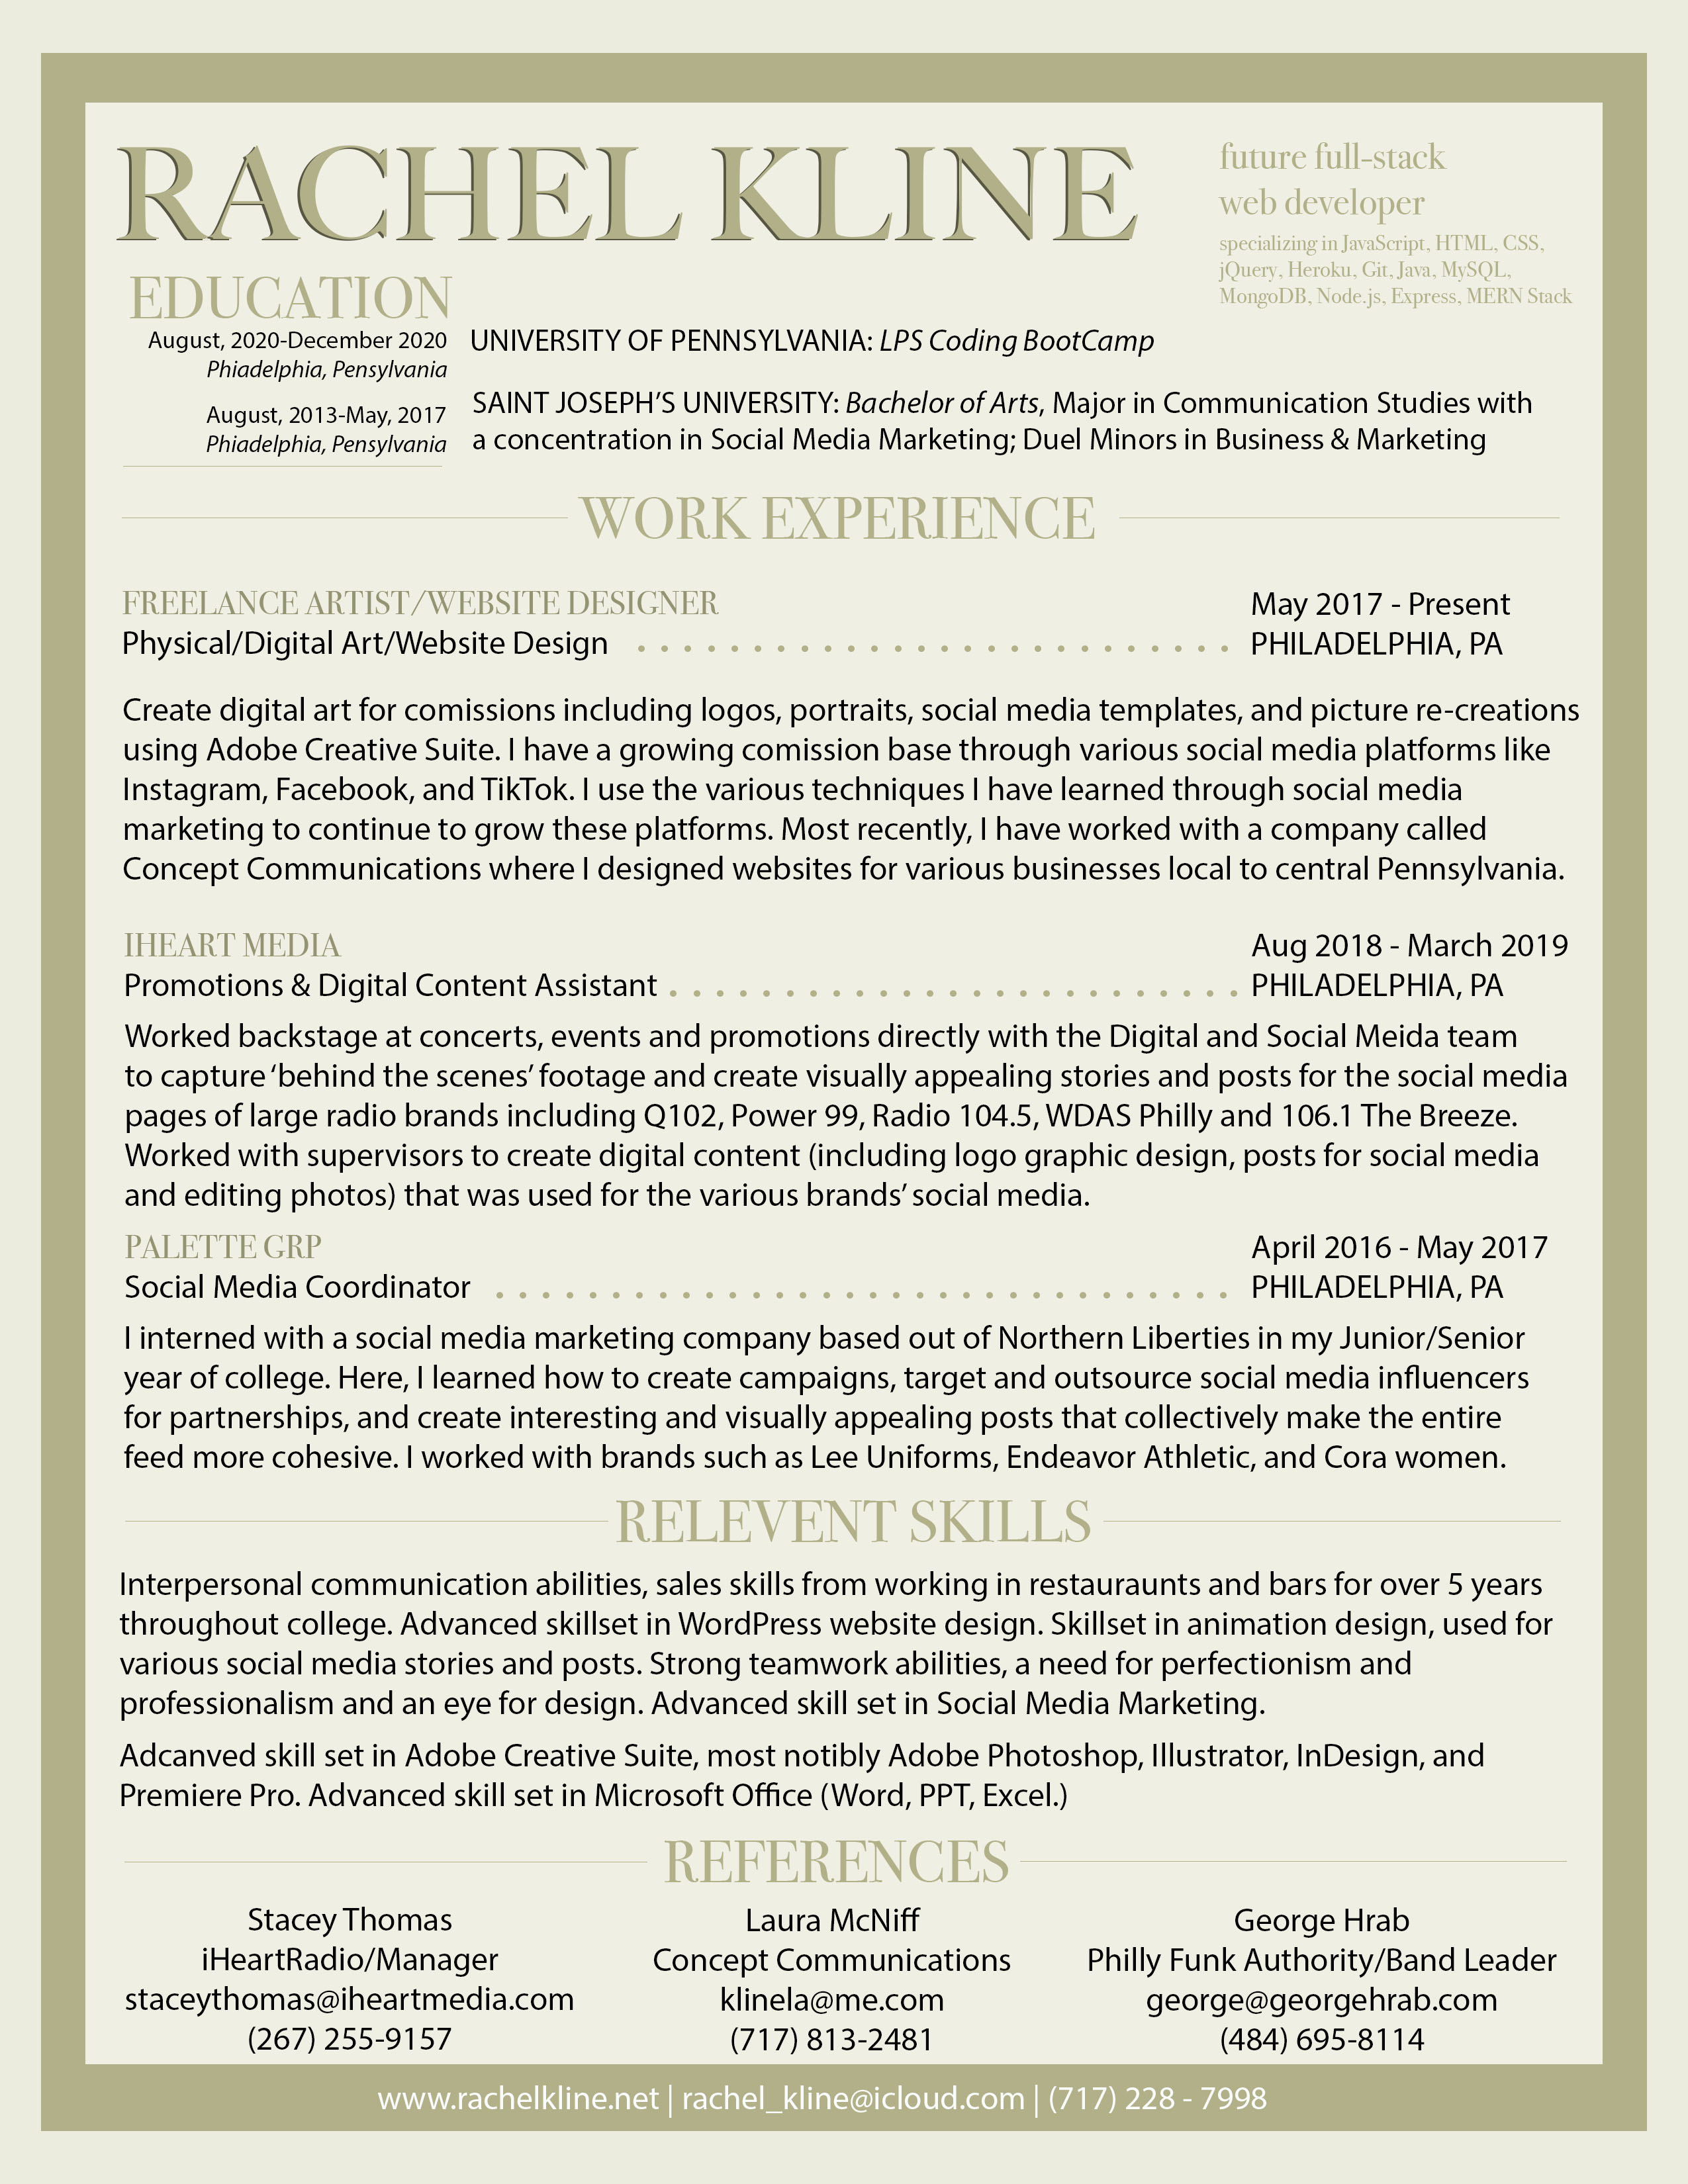 RACHEL KLINE
future full-stack
web developer
specializing in JavaScript, HTML, CSS,
jQuery, Heroku, Git, Java, MySQL,
MongoDB, Node.js, Express, MERN Stack
EDUCATION
August, 2020-December 2020
Phiadelphia, Pensylvania
UNIVERSITY OF PENNSYLVANIA: LPS Coding BootCamp
August, 2013-May, 2017
Phiadelphia, Pensylvania
SAINT JOSEPH'S UNIVERSITY: Bachelor of Arts, Major in Communication Studies with
a concentration in Social Media Marketing; Duel Minors in Business & Marketing
WORK EXPERIENCE
FREELANCE ARTIST/WEBSITE DESIGNER
May 2017 - Present
Physical/Digital Art/Website Design
PHILADELPHIA, PA
Create digital art for comissions including logos, portraits, social media templates, and picture re-creations
using Adobe Creative Suite. I have a growing comission base through various social media platforms like
Instagram, Facebook, and TikTok. I use the various techniques I have learned through social media
marketing to continue to grow these platforms. Most recently, I have worked with a company called
Concept Communications where I designed websites for various businesses local to central Pennsylvania.
IHEART MEDIA
Aug 2018 - March 2019
Promotions & Digital Content Assistant
PHILADELPHIA, PA
Worked backstage at concerts, events and promotions directly with the Digital and Social Meida team
to capture 'behind the scenes' footage and create visually appealing stories and posts for the social media
pages of large radio brands including Q102, Power 99, Radio 104.5, WDAS Philly and 106.1 The Breeze.
Worked with supervisors to create digital content (including logo graphic design, posts for social media
and editing photos) that was used for the various brands' social media.
PALETTE GRP
April 2016 - May 2017
Social Media Coordinator
PHILADELPHIA, PA
I interned with a social media marketing company based out of Northern Liberties in my Junior/Senior
year of college. Here, I learned how to create campaigns, target and outsource social media influencers
for partnerships, and create interesting and visually appealing posts that collectively make the entire
feed more cohesive. I worked with brands such as Lee Uniforms, Endeavor Athletic, and Cora women.
RELEVENT SKILLS
Interpersonal communication abilities, sales skills from working in restauraunts and bars for over 5 years
throughout college. Advanced skillset in WordPress website design. Skillset in animation design, used for
various social media stories and posts. Strong teamwork abilities, a need for perfectionism and
professionalism and an eye for design. Advanced skill set in Social Media Marketing.
Adcanved skill set in Adobe Creative Suite, most notibly Adobe Photoshop, Illustrator, InDesign, and
Premiere Pro. Advanced skill set in Microsoft Office (Word, PPT, Excel.)
REFERENCES
Stacey Thomas
iHeartRadio/Manager
staceythomas@iheartmedia.com
(267) 255-9157
Laura McNiff
Concept Communications
klinela@me.com
(717) 813-2481
George Hrab
Philly Funk Authority/Band Leader
george@georgehrab.com
(484) 695-8114
www.rachelkline.net | rachel_kline@icloud.com | (717) 228 - 7998